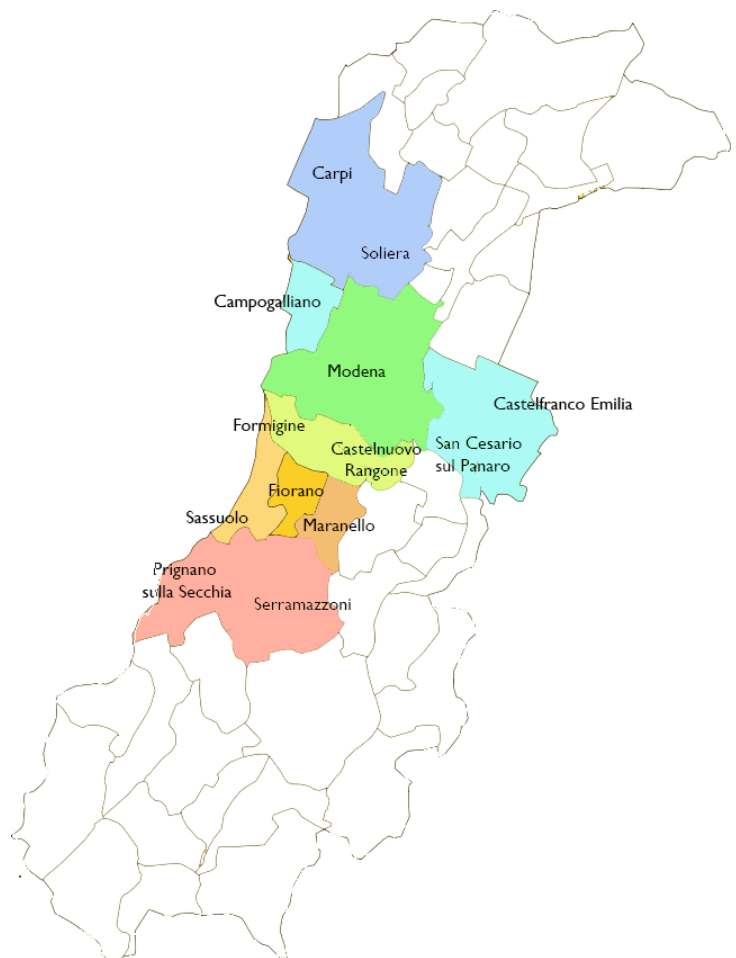 Carpi
Soliera
Campogalliano
Modena
Castelfranco Emilia
Formigine
Castelnuovo
Rangone
San Cesario
sul Panaro
Fiorano
Sassuolo
Maranello
Prignano
sulla Secchia
Serramazzoni